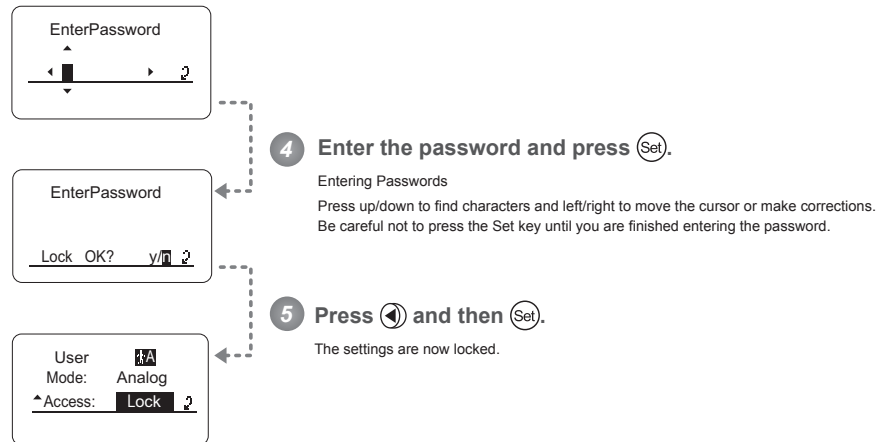 EnterPassword
4 Enter the password and press Set.
Entering Passwords
Press up/down to find characters and left/right to move the cursor or make corrections.
Be careful not to press the Set key until you are finished entering the password.
EnterPassword
Lock OK? y/n
5 Press and then Set.
The settings are now locked.
User A
Mode: Analog
Access: Lock